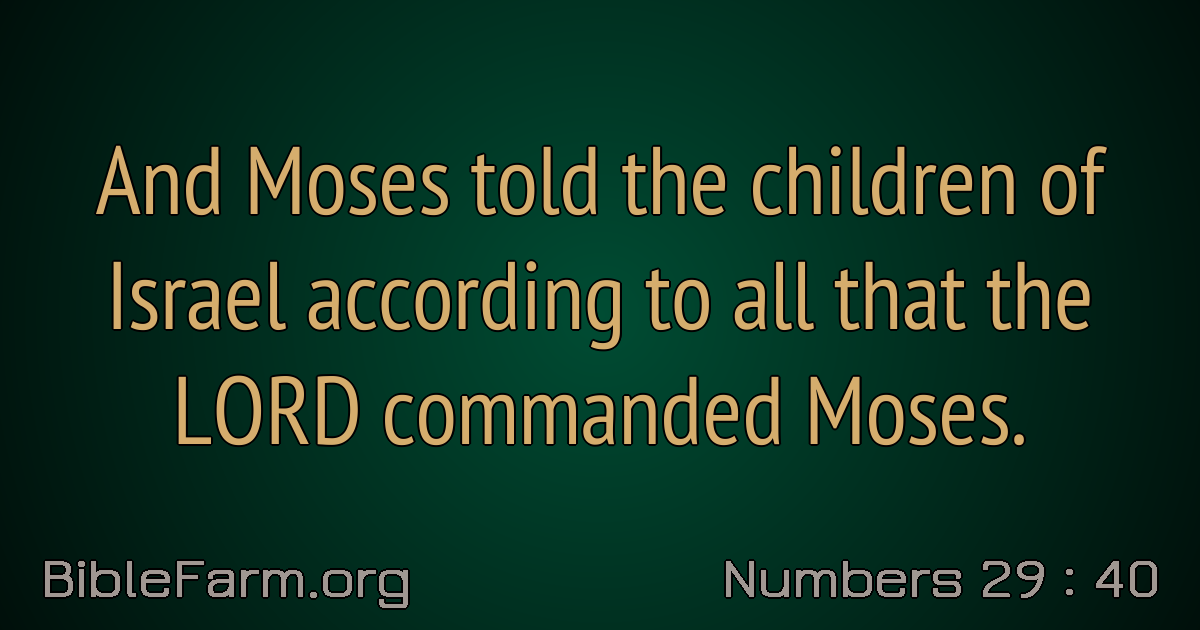 And Moses told the children of
Israel according to all that the
LORD commanded Moses.
BibleFarm.org
Numbers 29 : 40